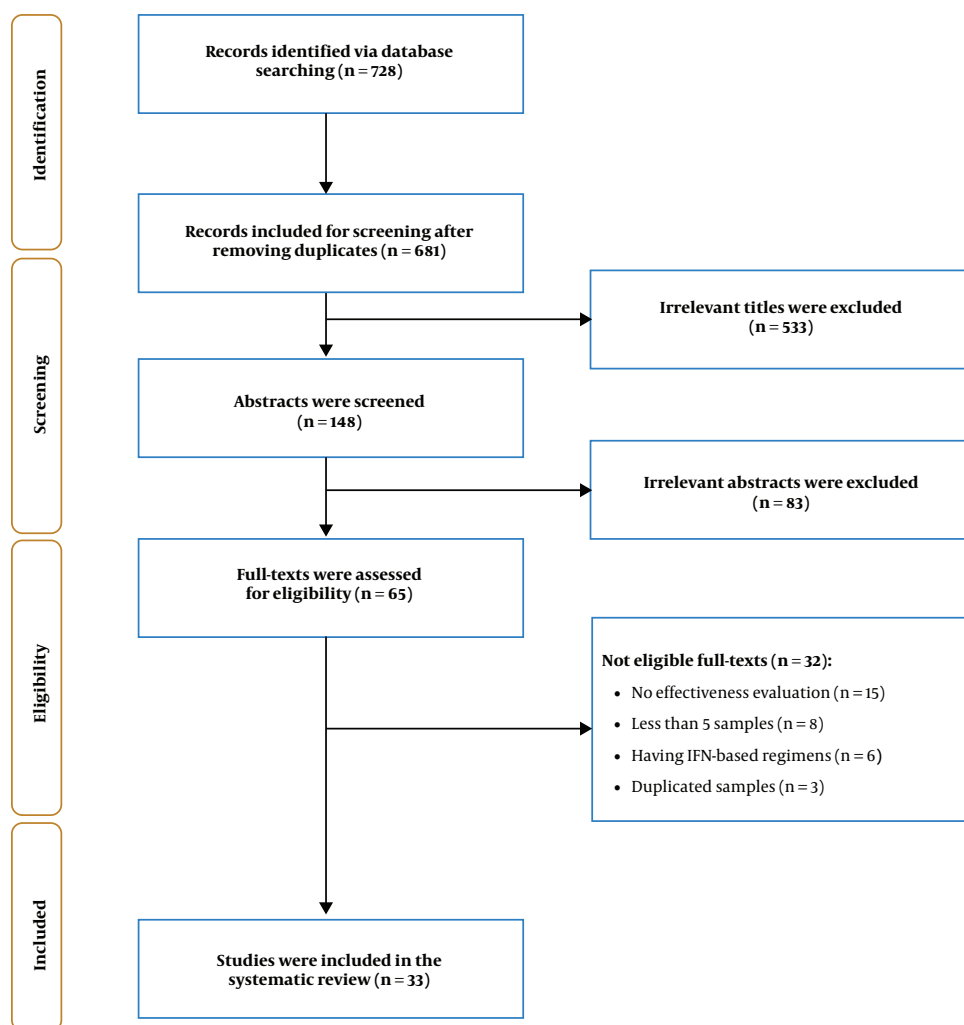 Identification
Records identified via database
searching (n = 728)
Records included for screening after
removing duplicates (n = 681)
Screening
Irrelevant titles were excluded
(n = 533)
Abstracts were screened
(n = 148)
Irrelevant abstracts were excluded
(n = 83)
Eligibility
Full-texts were assessed
for eligibility (n = 65)
Not eligible full-texts (n = 32):
• No effectiveness evaluation (n = 15)
• Less than 5 samples (n = 8)
• Having IFN-based regimens (n = 6)
• Duplicated samples (n = 3)
Included
Studies were included in the
systematic review (n = 33)